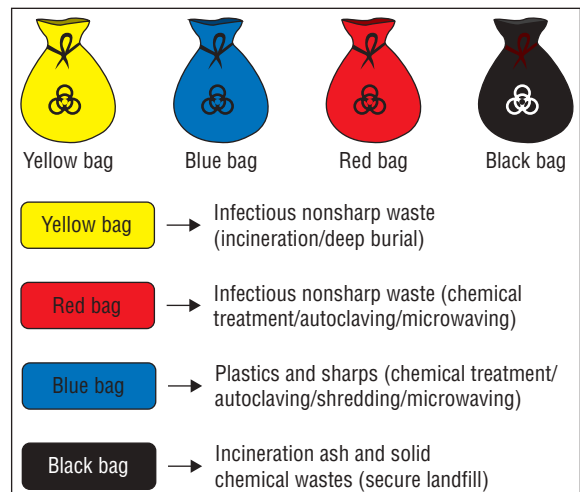 Yellow bag
Blue bag
Red bag
Black bag
Yellow bag
Infectious nonsharp waste
(incineration/deep burial)
Red bag
Infectious nonsharp waste (chemical
treatment/autoclaving/microwaving)
Blue bag
Plastics and sharps (chemical treatment/
autoclaving/shredding/microwaving)
Black bag
Incineration ash and solid
chemical wastes (secure landfill)